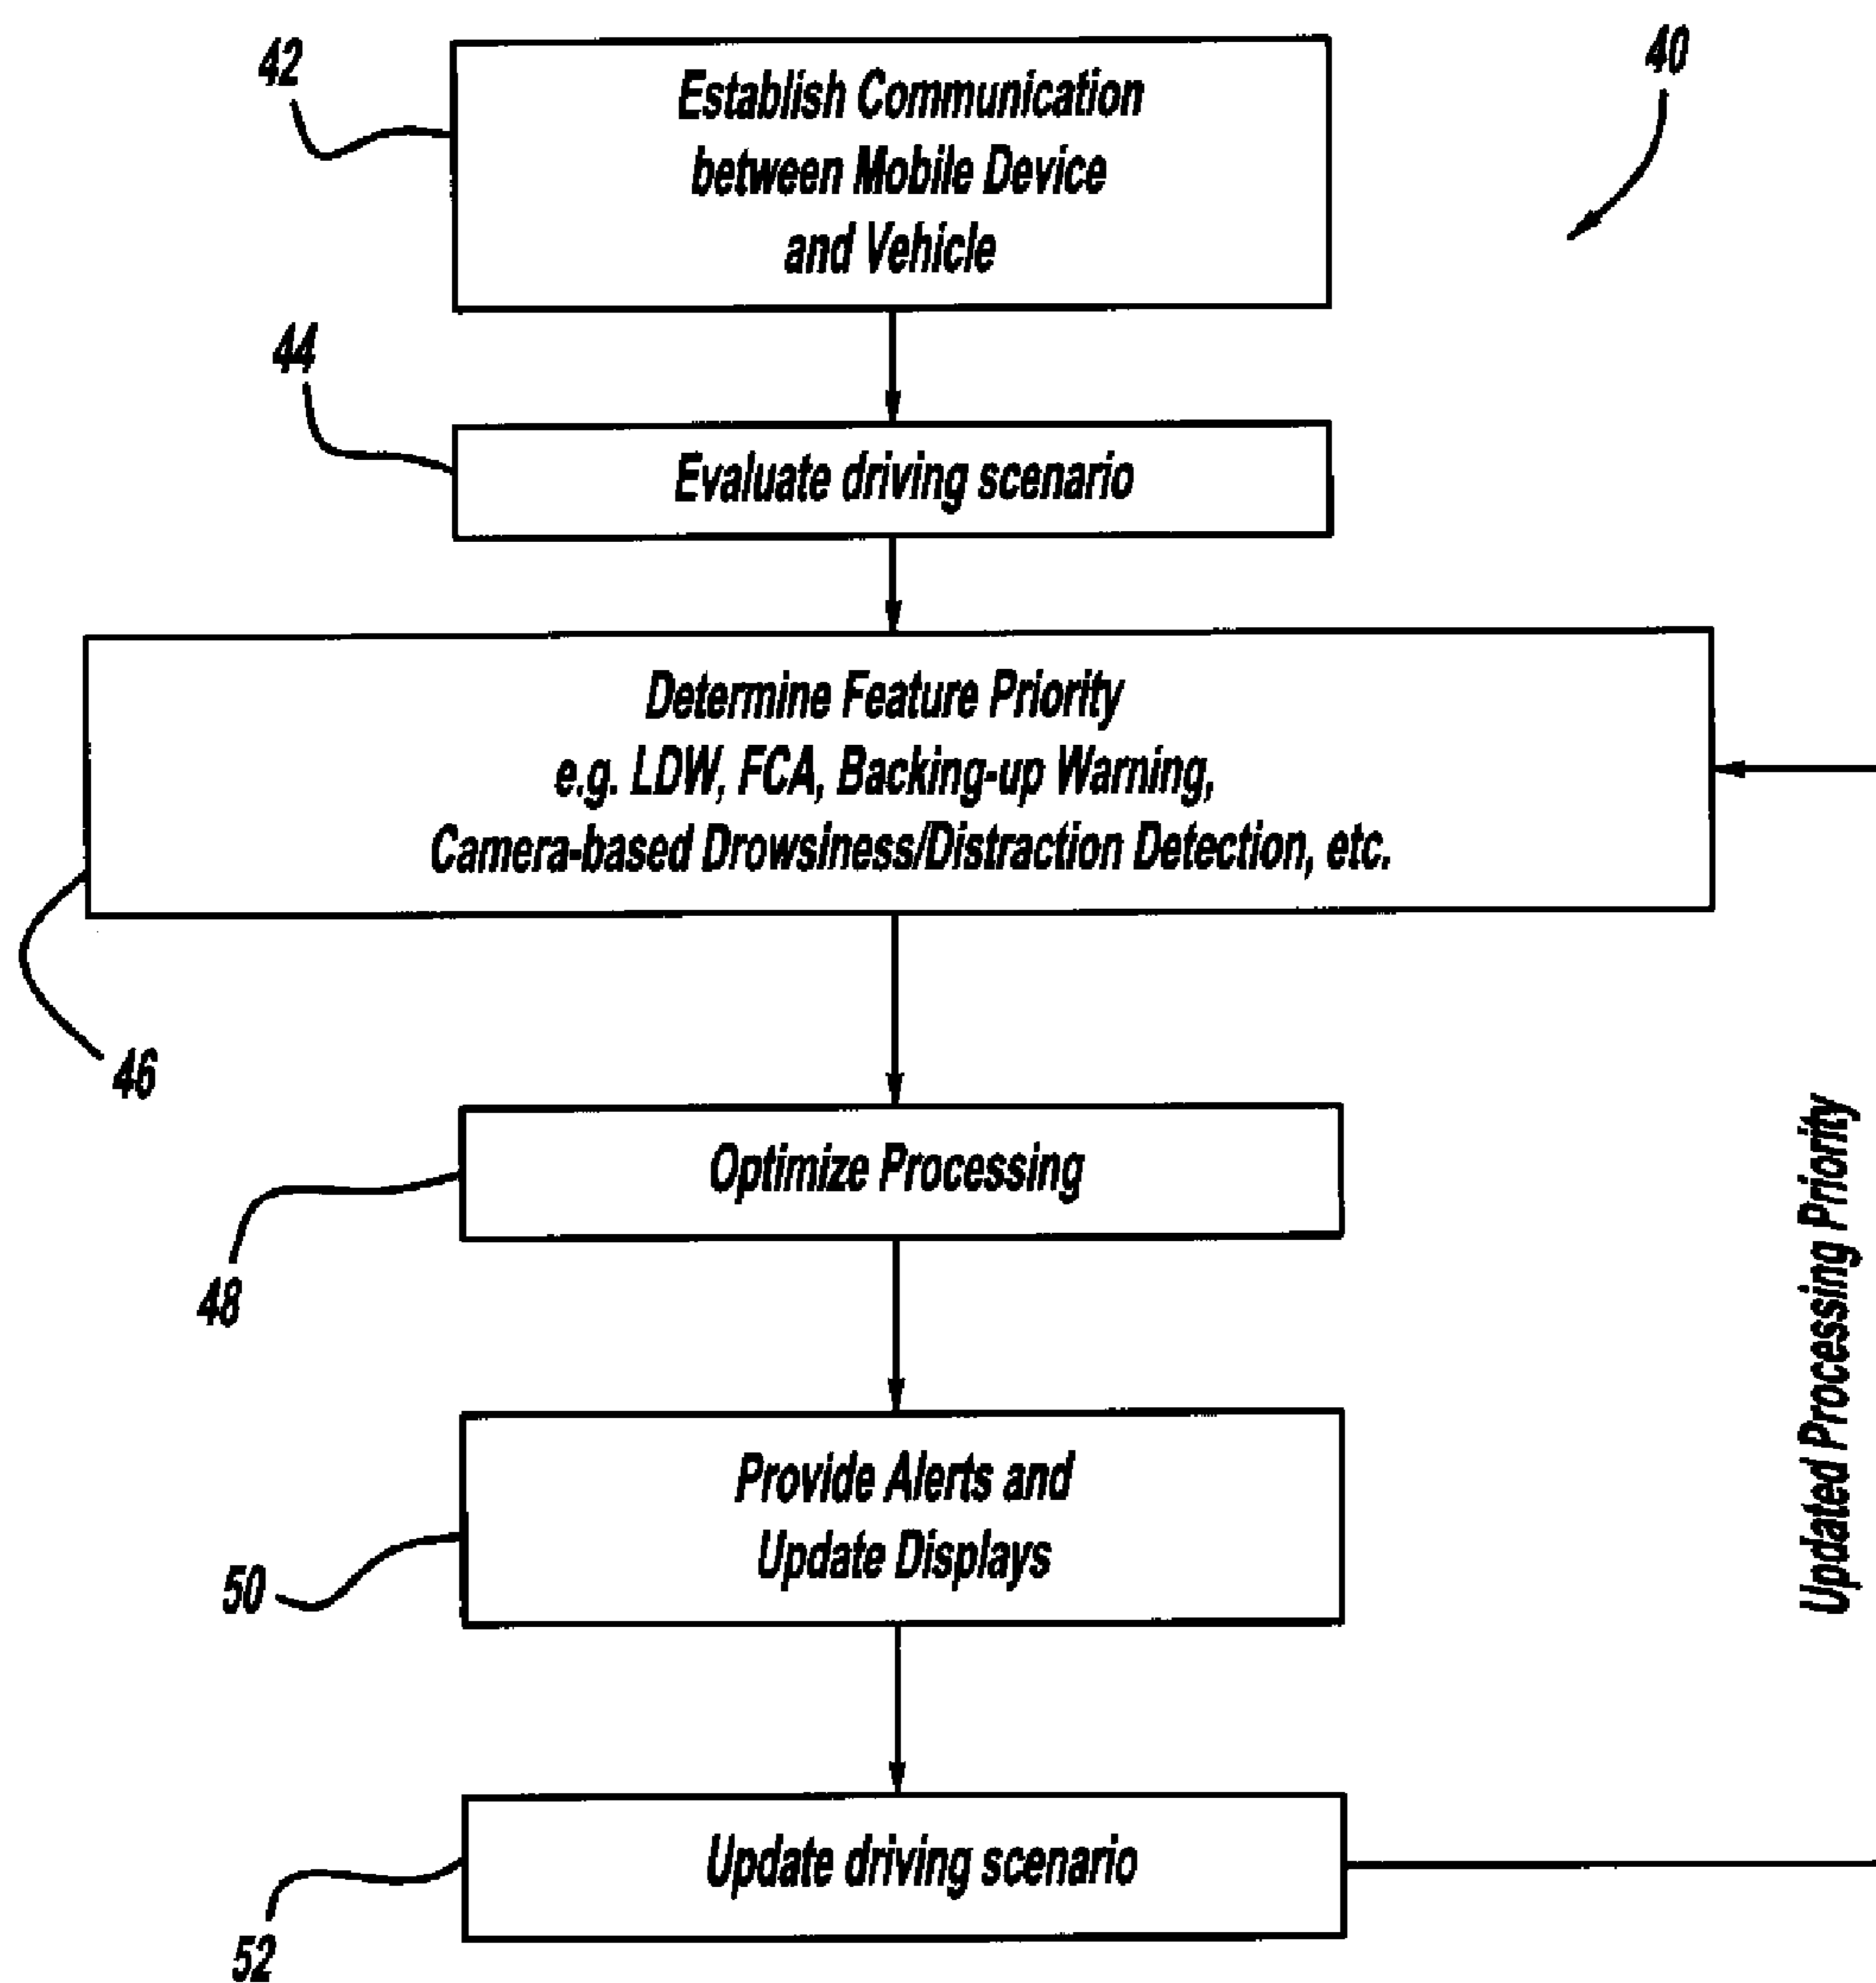 42
40
Establish Communication
between Mobile Device
and Vehicle
44
Evaluate driving scenario
Determine Feature Priority
e.g. LDW, FCA, Backing-up Warning,
Camera-based Drowsiness/Distraction Detection, etc.
46
Optimize Processing
48
Updated Processing Priority
Provide Alerts and
Update Displays
50
Update driving scenario
52